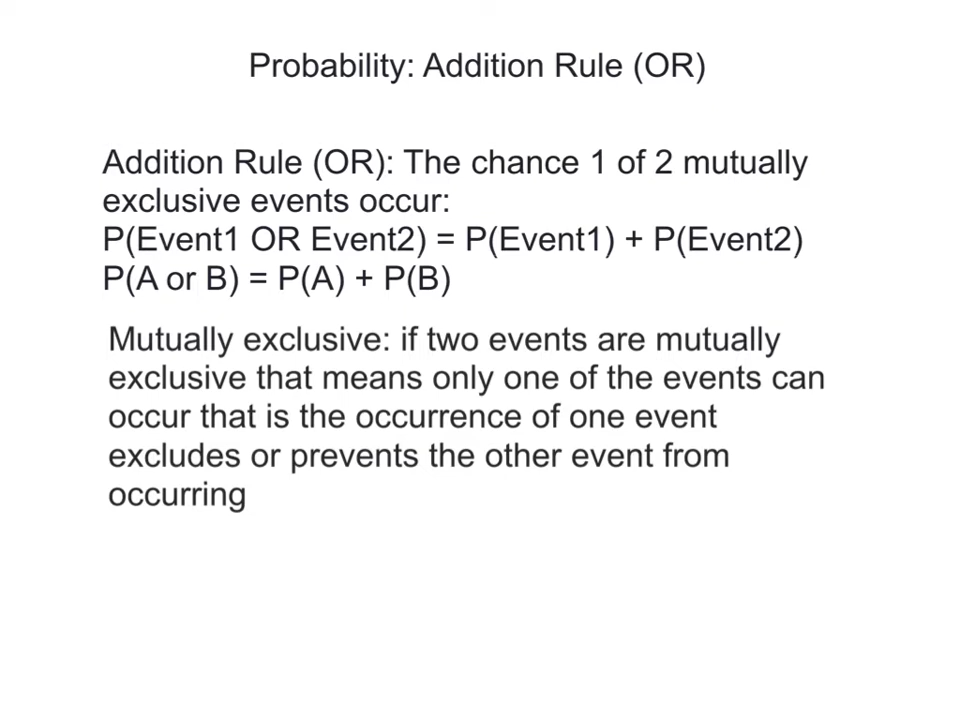 Probability: Addition Rule (OR)
Addition Rule (OR): The chance 1 of 2 mutually
exclusive events occur:
P(Event1 OR Event2) = P(Event1) + P(Event2)
P(A or B) = P(A) + P(B)
Mutually exclusive: if two events are mutually
exclusive that means only one of the events can
occur that is the occurrence of one event
excludes or prevents the other event from
occurring